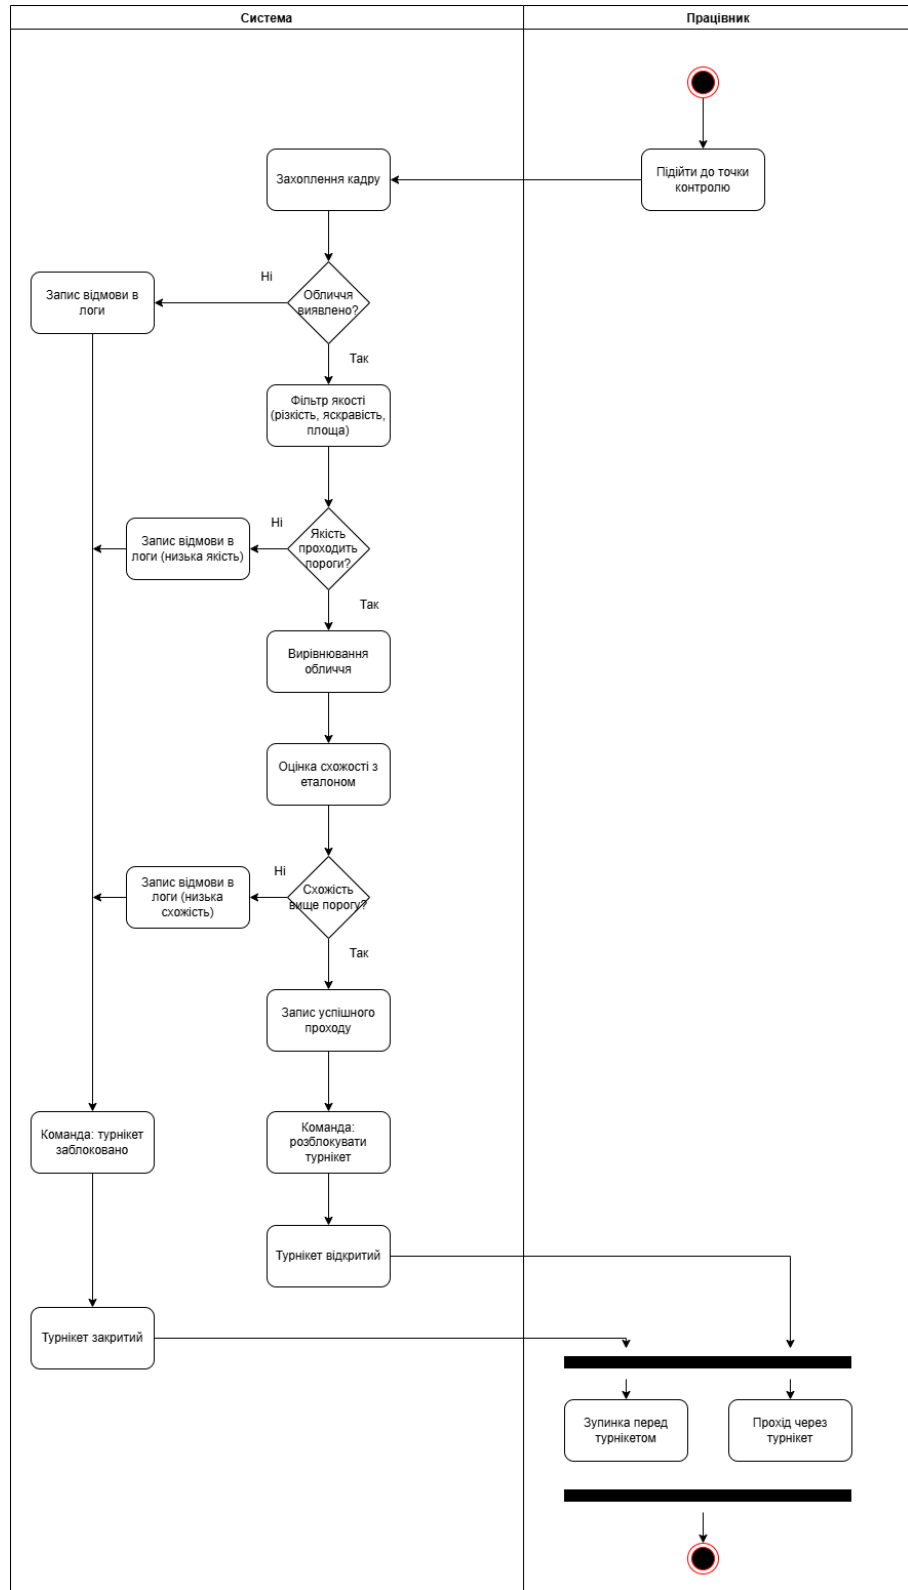 Система
Працівник
Підійти до точки
контролю
Захоплення кадру
Обличчя
виявлено?
Ні
Запис відмови в
логи
Так
Фільтр якості
(різкість, яскравість,
площа)
Якість
проходить
пороги?
Ні
Запис відмови в
логи (низька якість)
Так
Вирівнювання
обличчя
Оцінка схожості з
еталоном
Схожість
вище порогу?
Ні
Запис відмови в
логи (низька
схожість)
Так
Запис успішного
проходу
Команда: турнікет
заблоковано
Команда:
розблокувати
турнікет
Турнікет відкритий
Турнікет закритий
Зупинка перед
турнікетом
Прохід через
турнікет